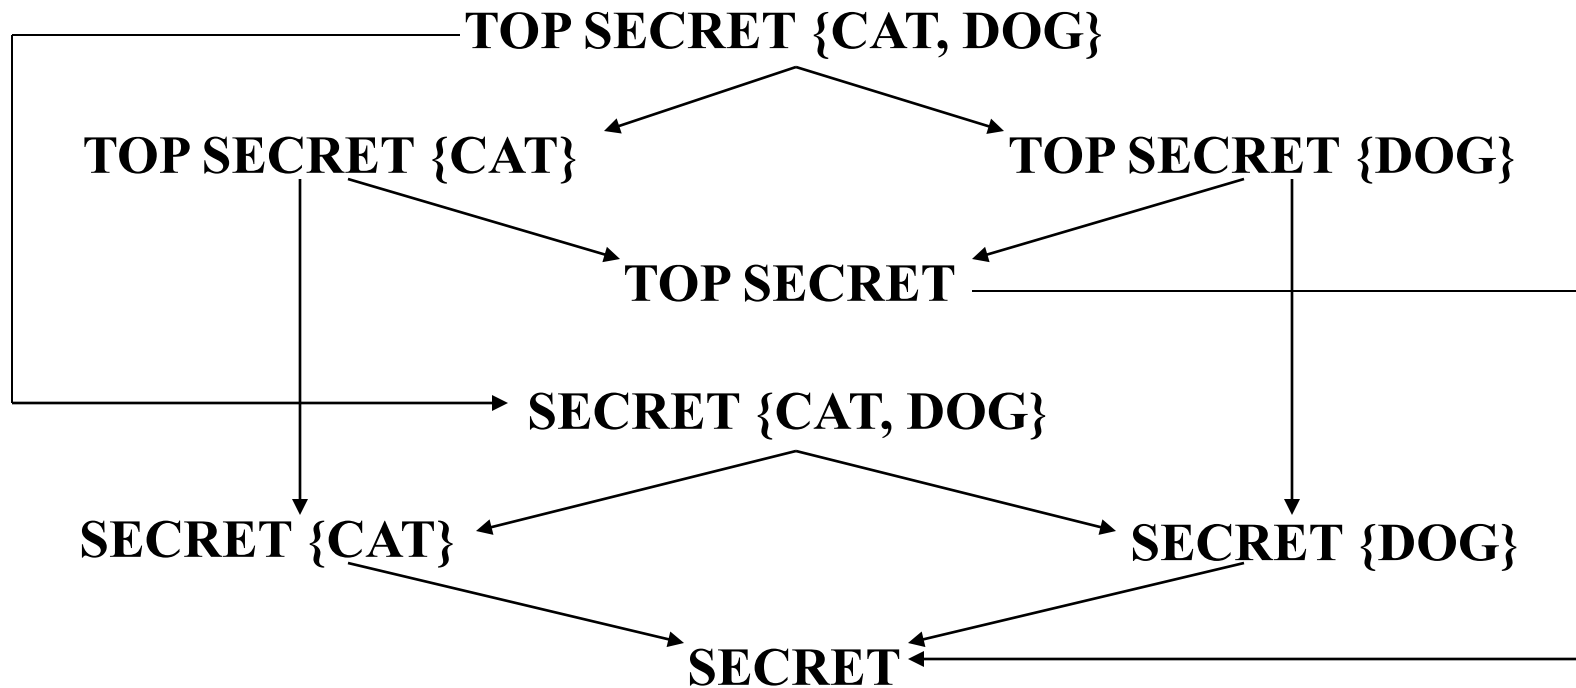 TOP SECRET {CAT, DOG}
TOP SECRET {CAT}
TOP SECRET {DOG}
TOP SECRET
SECRET {CAT, DOG}
SECRET {CAT}
SECRET {DOG}
SECRET